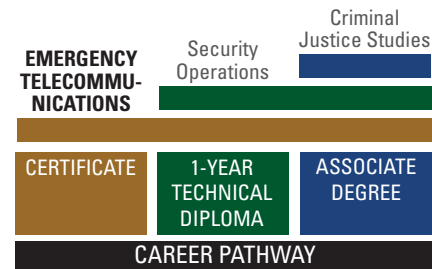 Criminal
Justice Studies
Security
Operations
EMERGENCY
TELECOMMU-
NICATIONS
CERTIFICATE
1-YEAR
TECHNICAL
DIPLOMA
ASSOCIATE
DEGREE
CAREER PATHWAY